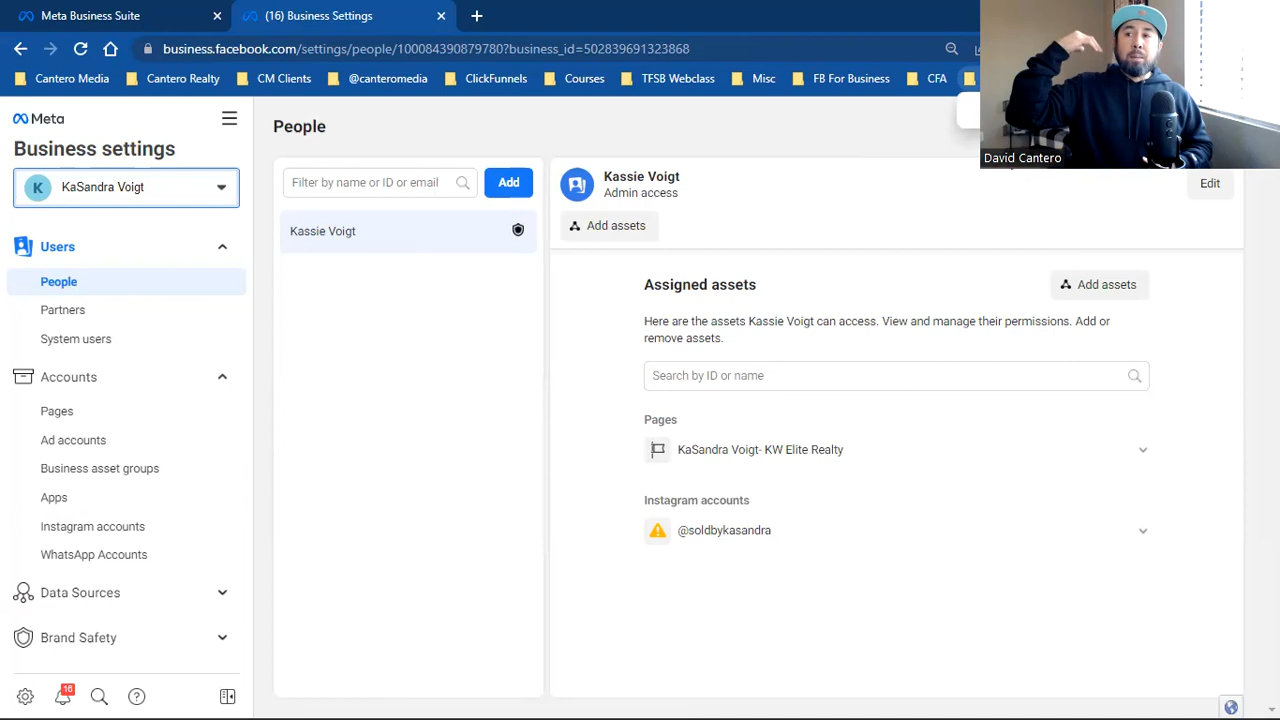 Meta Business Suite
(16) Business Settings
business.facebook.com/settings/people/100084390879780?business_id=502839691323868
Cantero Media
Cantero Realty
CM Clients
@canteromedia
ClickFunnels
Courses
TFSB Webclass
Misc
FB For Business
CFA
David Cantero
Meta
Business settings
K
KaSandra Voigt
Users
People
Partners
System users
Accounts
Pages
Ad accounts
Business asset groups
Apps
Instagram accounts
WhatsApp Accounts
Data Sources
Brand Safety
16
People
Filter by name or ID or email
Add
Kassie Voigt
Kassie Voigt
Admin access
Edit
Add assets
Assigned assets
Add assets
Here are the assets Kassie Voigt can access. View and manage their permissions. Add or
remove assets.
Search by ID or name
Pages
KaSandra Voigt- KW Elite Realty
Instagram accounts
@soldbykasandra